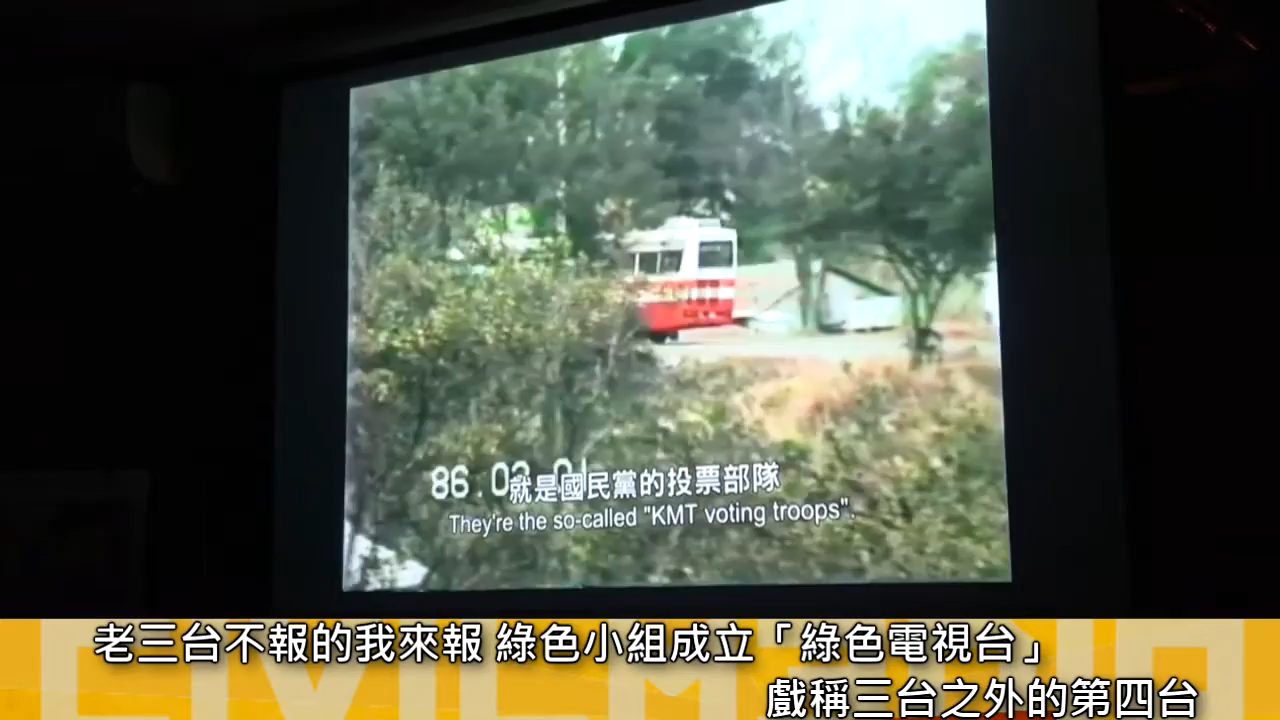 86.03.01
就是國民黨的投票部隊
They're the so-called "KMT voting troops".
老三台不報的我來報 綠色小組成立「綠色電視台」
戲稱三台之外的第四台